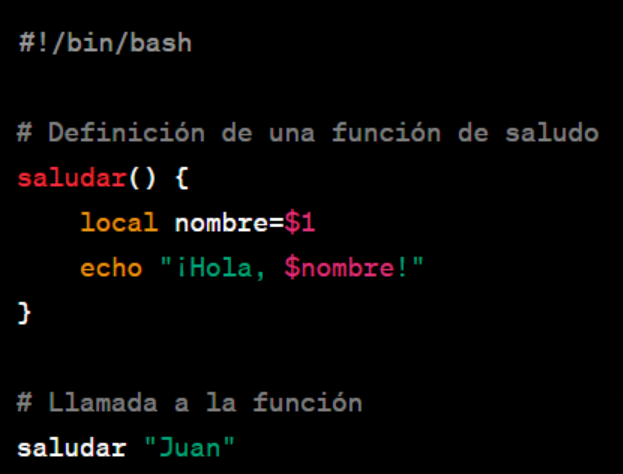 #!/bin/bash
# Definición de una función de saludo
saludar() {
    local nombre=$1
    echo "¡Hola, $nombre!"
}
# Llamada a la función
saludar "Juan"